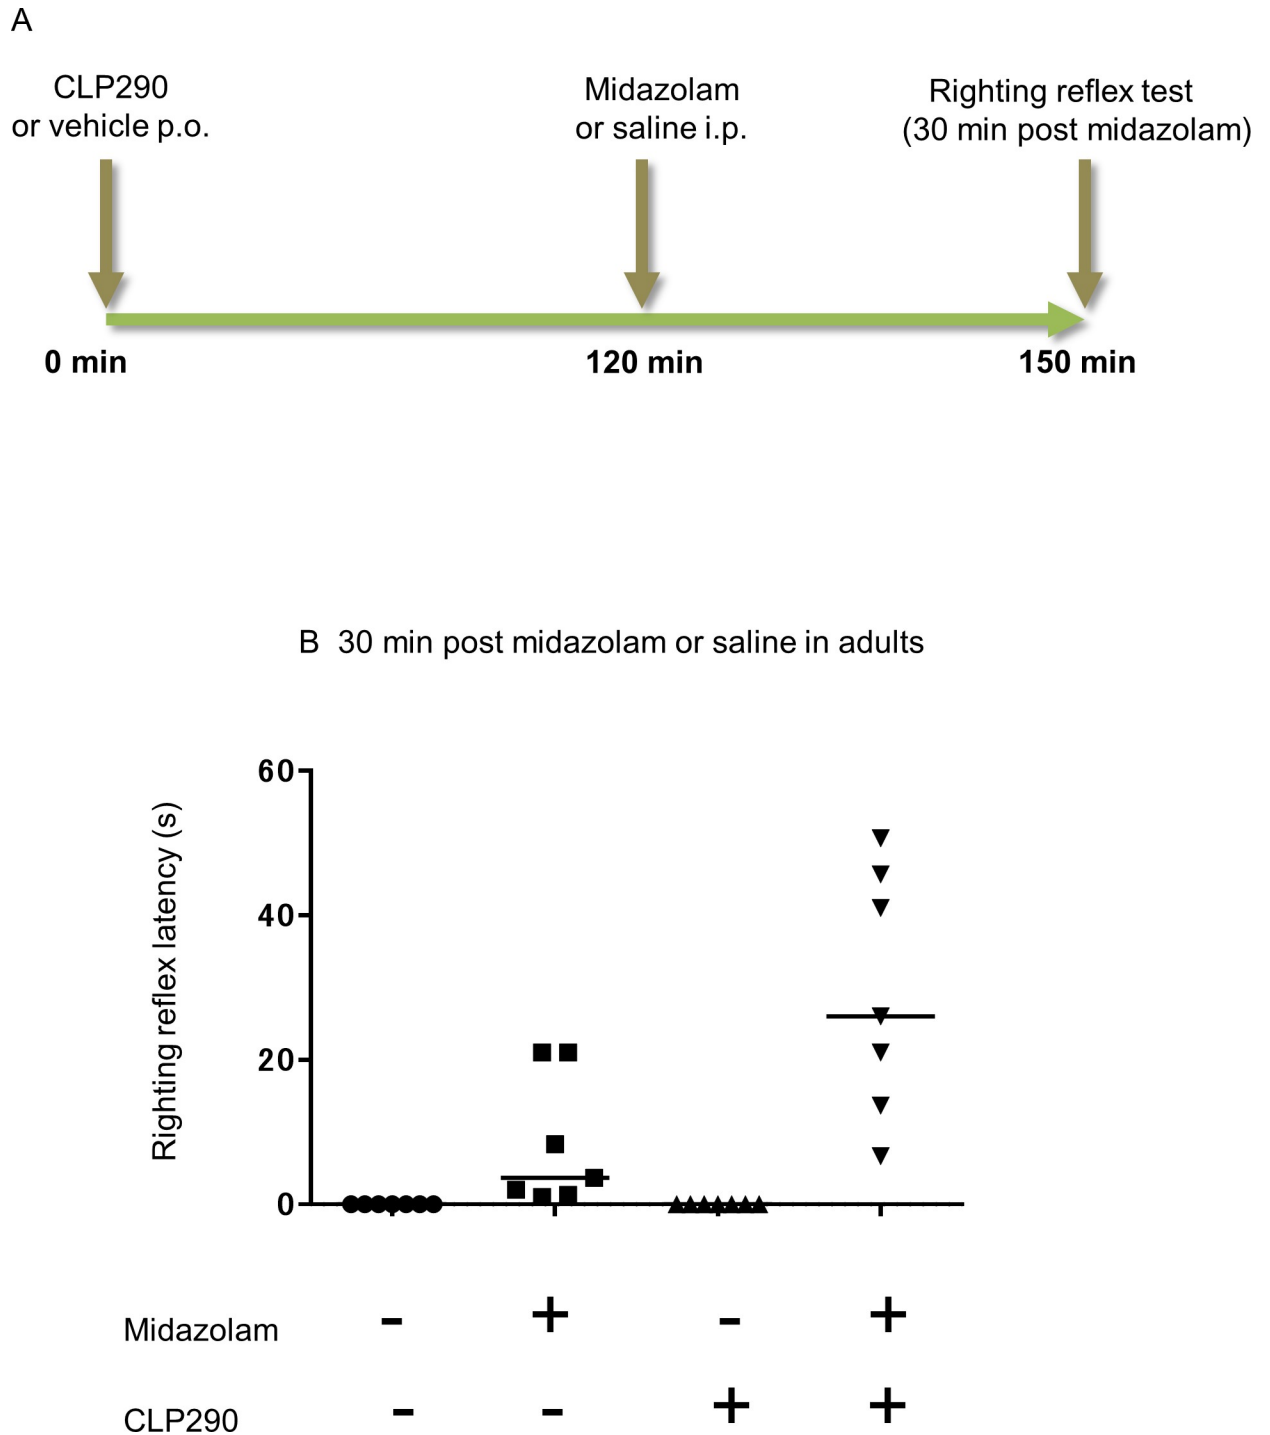 A
CLP290
or vehicle p.o.
Midazolam
or saline i.p.
Righting reflex test
(30 min post midazolam)
0 min
120 min
150 min
B 30 min post midazolam or saline in adults
Righting reflex latency (s)
60
40
20
0
Midazolam - + - +
CLP290 - - + +